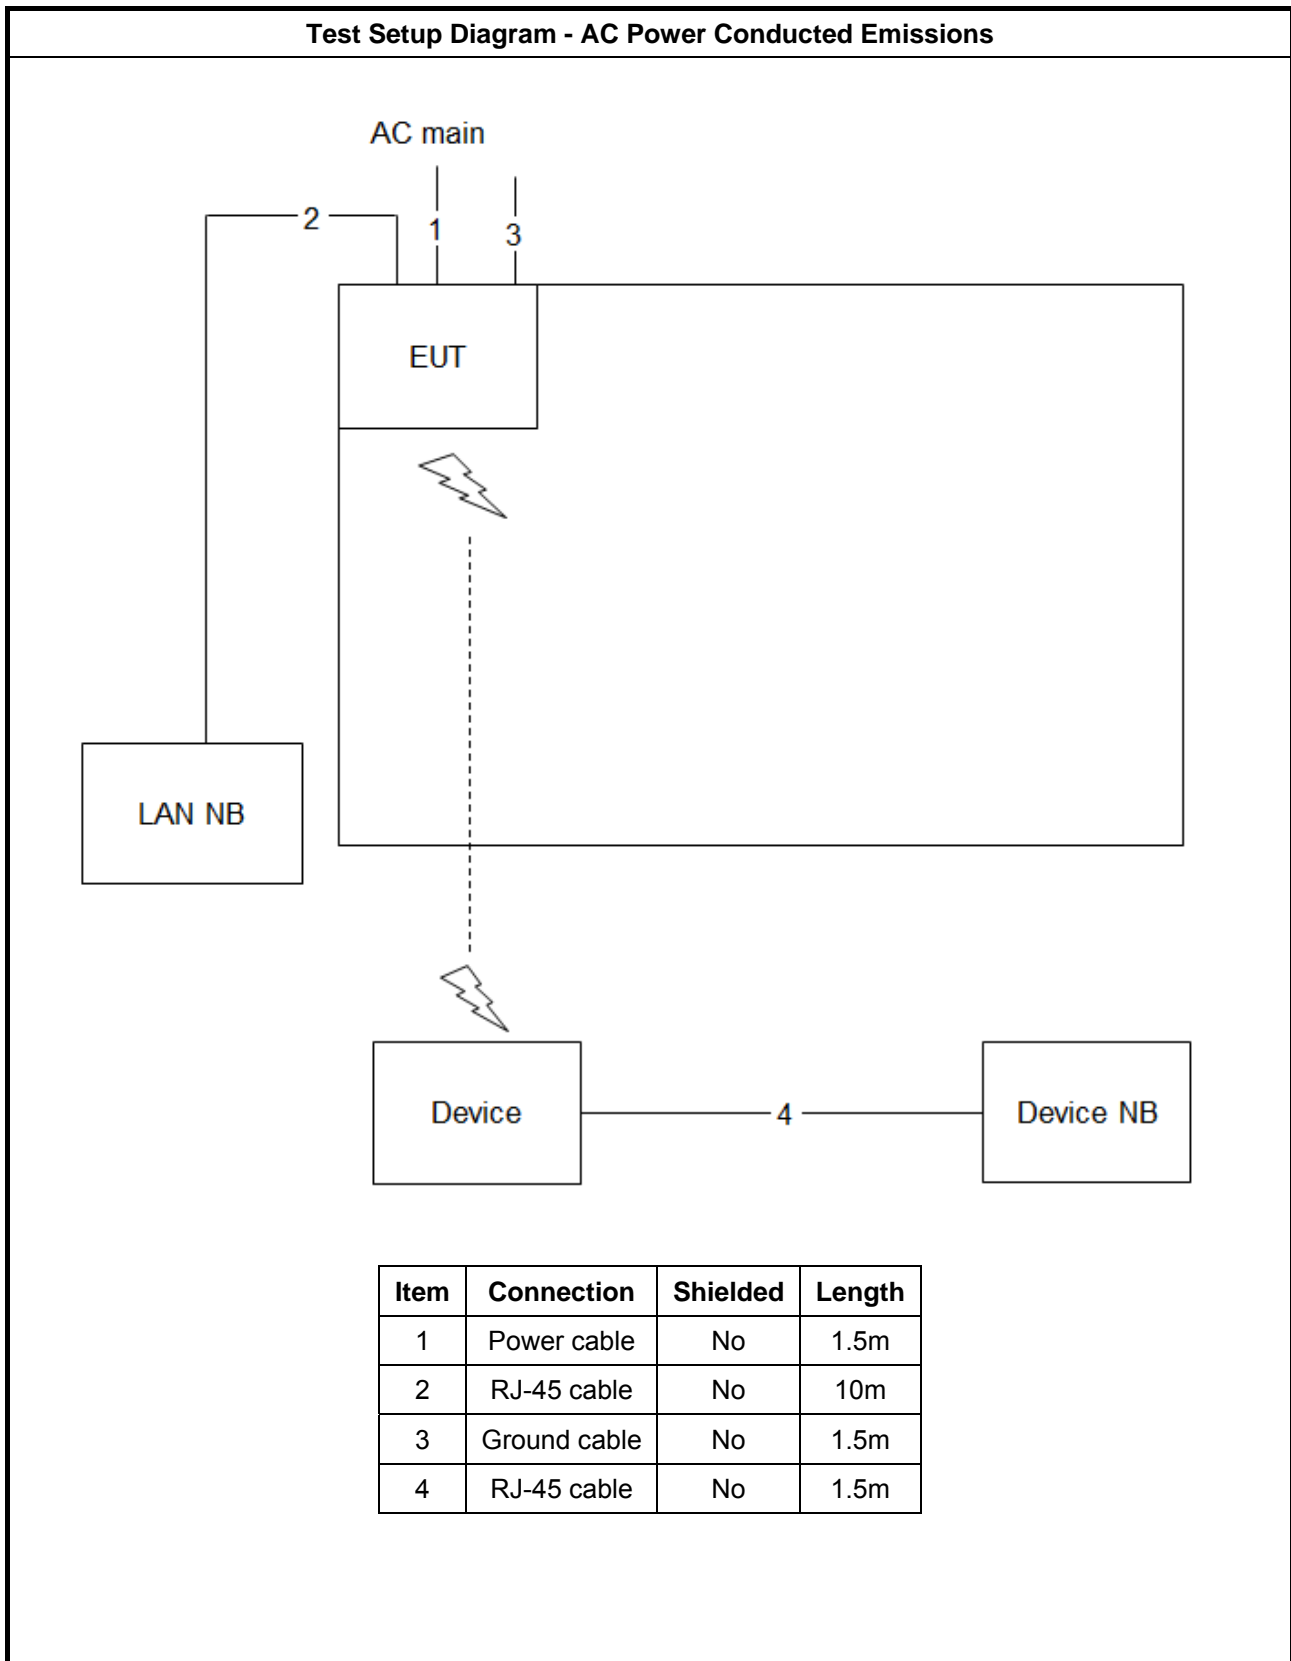 Test Setup Diagram - AC Power Conducted Emissions
AC main
2
1
3
EUT
LAN NB
Device
4
Device NB
Item Connection Shielded Length
1 Power cable No 1.5m
2 RJ-45 cable No 10m
3 Ground cable No 1.5m
4 RJ-45 cable No 1.5m